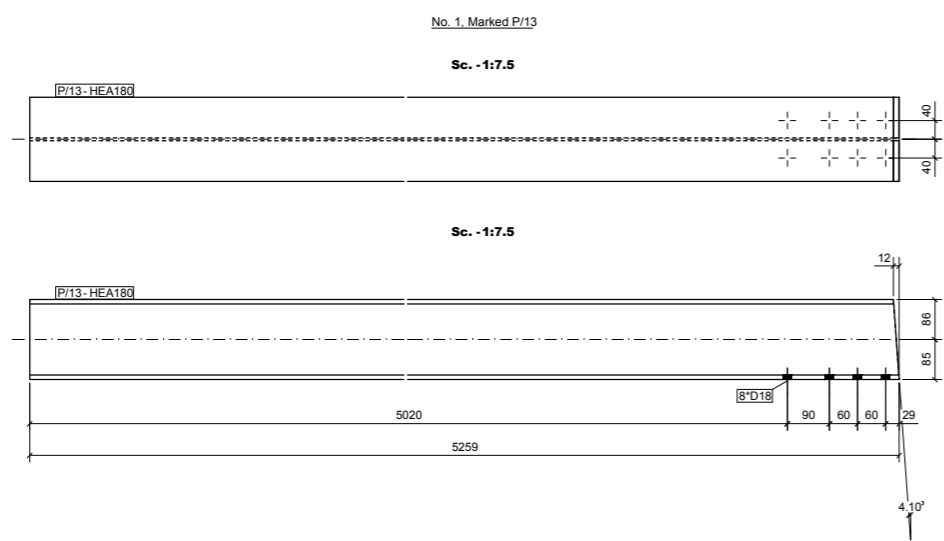 No. 1, Marked P/13
Sc. -1:7.5
P/13- HEA180
40
40
Sc. -1:7.5
12
P/13- HEA180
86
85
8*D18
5020
90
60
60
29
5259
4.10°